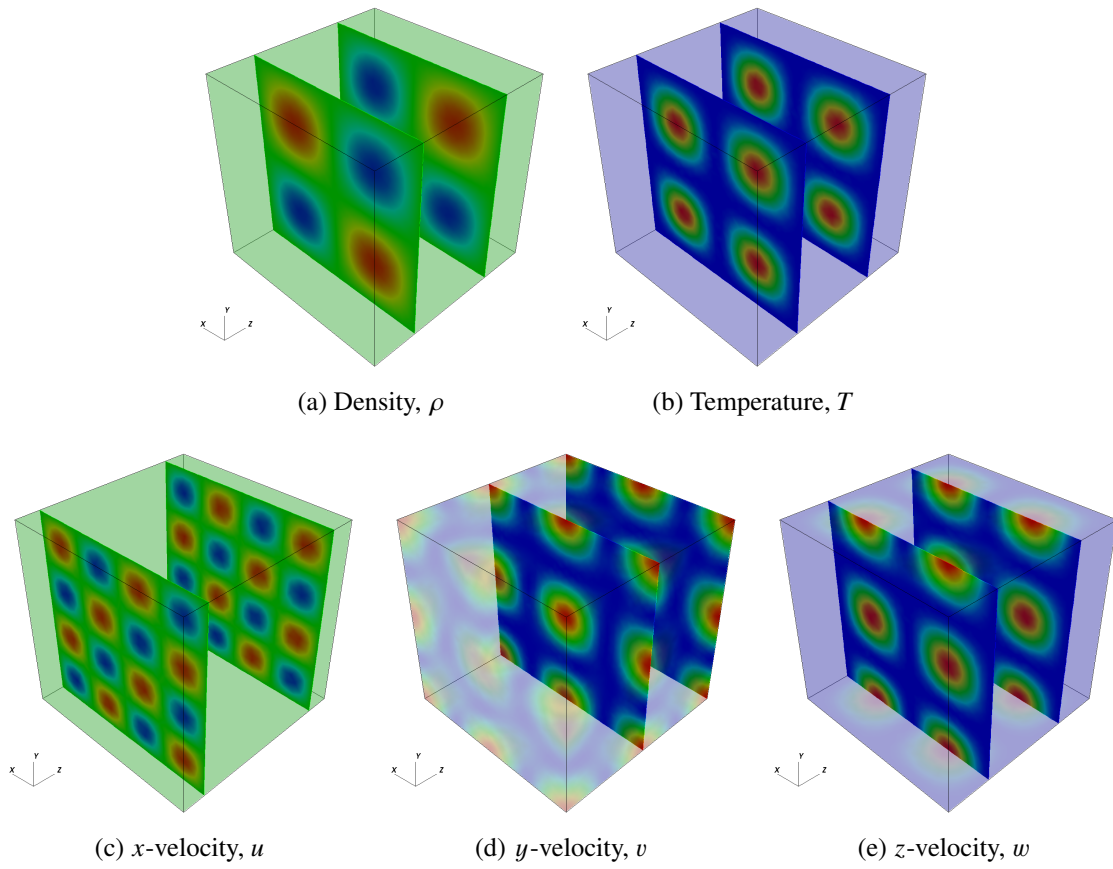 X Y Z X Y Z
(a) Density, ρ (b) Temperature, T
X Y Z X Y Z X Y Z
(c) x-velocity, u (d) y-velocity, v (e) z-velocity, w